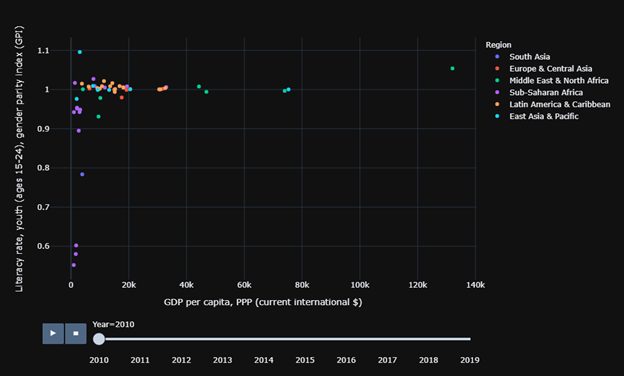 Literacy rate, youth (ages 15-24), gender parity index (GPI)
1.1
1
0.9
0.8
0.7
0.6
0
20k
40k
60k
80k
100k
120k
140k
GDP per capita, PPP (current international $)
Region
South Asia
Europe & Central Asia
Middle East & North Africa
Sub-Saharan Africa
Latin America & Caribbean
East Asia & Pacific
Year=2010
2010
2011
2012
2013
2014
2015
2016
2017
2018
2019